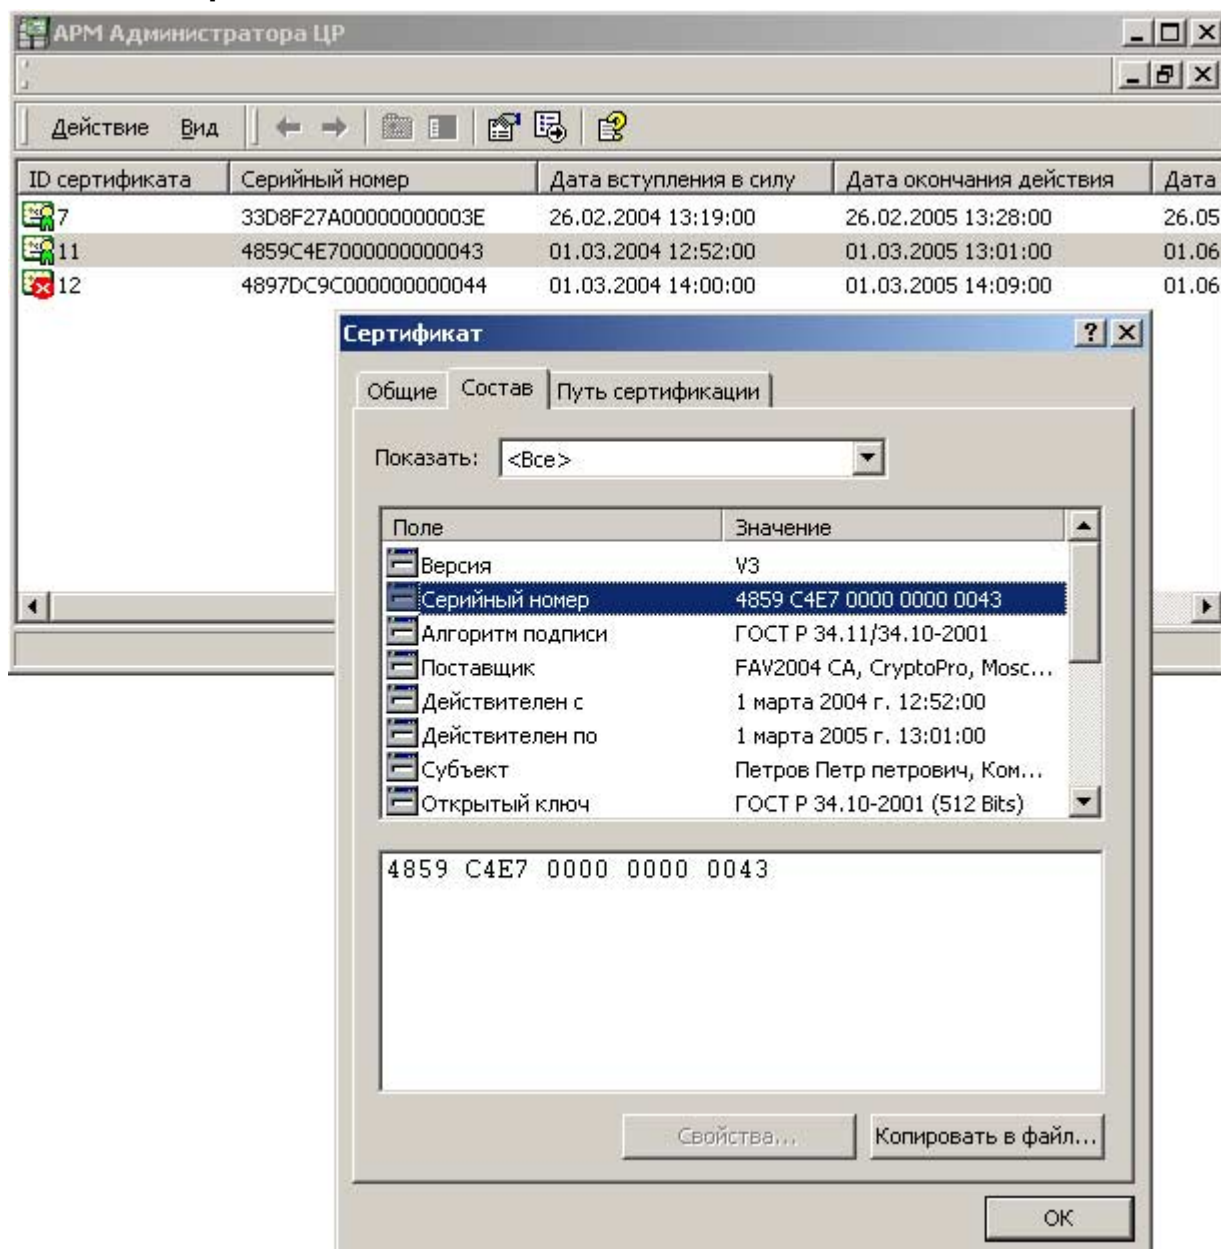 АРМ Администратора ЦР
Действие Вид
ID сертификата Серийный номер Дата вступления в силу Дата окончания действия Дата
7 33D8F27A00000000003E 26.02.2004 13:19:00 26.02.2005 13:28:00 26.05
11 4859C4E7000000000043 01.03.2004 12:52:00 01.03.2005 13:01:00 01.06
12 4897DC9C000000000044 01.03.2004 14:00:00 01.03.2005 14:09:00 01.06
Сертификат
Общие Состав Путь сертификации
Показать: <Все>
Поле Значение
Версия V3
Серийный номер 4859 C4E7 0000 0000 0043
Алгоритм подписи ГОСТ Р 34.11/34.10-2001
Поставщик FAV2004 CA, CryptoPro, Mosc...
Действителен с 1 марта 2004 г. 12:52:00
Действителен по 1 марта 2005 г. 13:01:00
Субъект Петров Петр петрович, Ком...
Открытый ключ ГОСТ Р 34.10-2001 (512 Bits)
4859 C4E7 0000 0000 0043
Свойства... Копировать в файл...
ОК